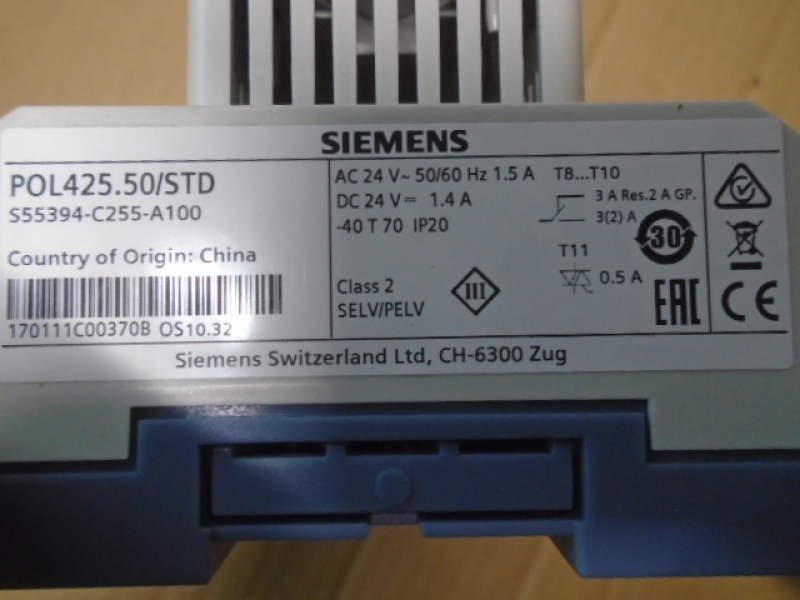 SIEMENS
POL425.50/STD
S55394-C255-A100
Country of Origin: China
170111C00370B OS10.32
AC 24 V~ 50/60 Hz 1.5 A
DC 24 V⎓ 1.4 A
-40 T 70 IP20
Class 2
SELV/PELV
III
T8...T10
3 A Res.2 A GP.
3(2) A
T11
0.5 A
30
EAC
CE
Siemens Switzerland Ltd, CH-6300 Zug